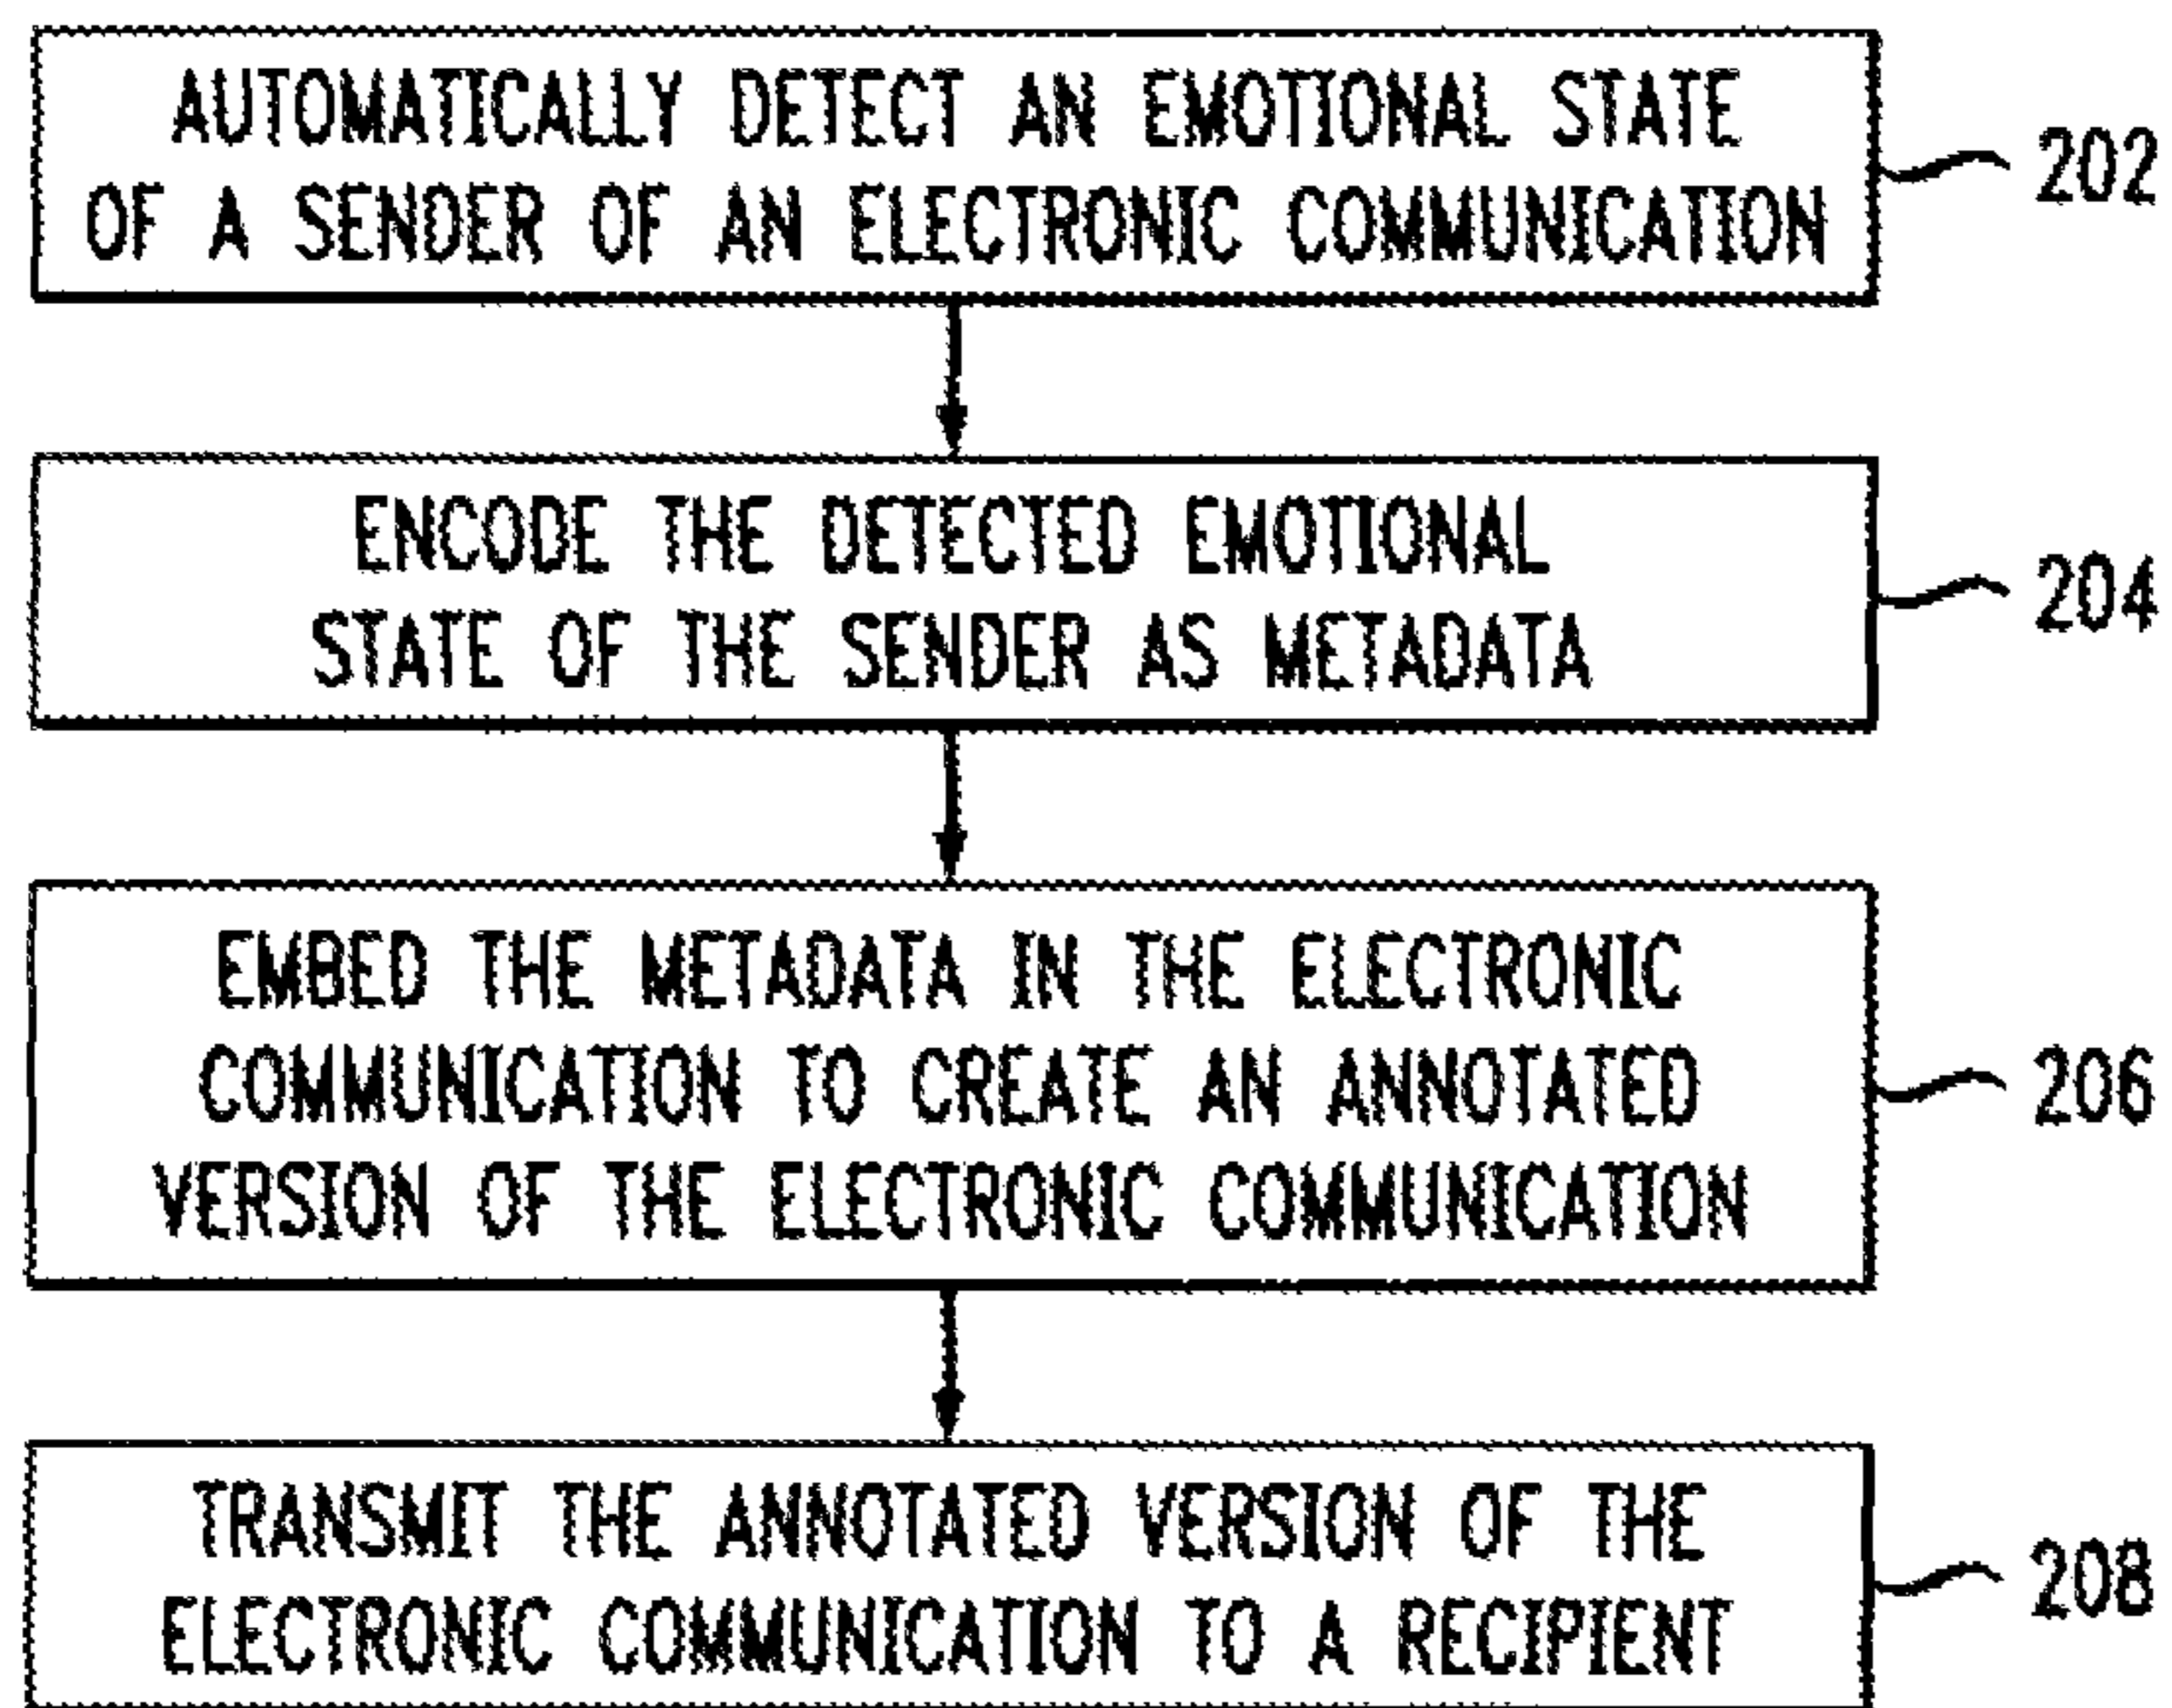 AUTOMATICALLY DETECT AN EMOTIONAL STATE
OF A SENDER OF AN ELECTRONIC COMMUNICATION
202
ENCODE THE DETECTED EMOTIONAL
STATE OF THE SENDER AS METADATA
204
EMBED THE METADATA IN THE ELECTRONIC
COMMUNICATION TO CREATE AN ANNOTATED
VERSION OF THE ELECTRONIC COMMUNICATION
206
TRANSMIT THE ANNOTATED VERSION OF THE
ELECTRONIC COMMUNICATION TO A RECIPIENT
208